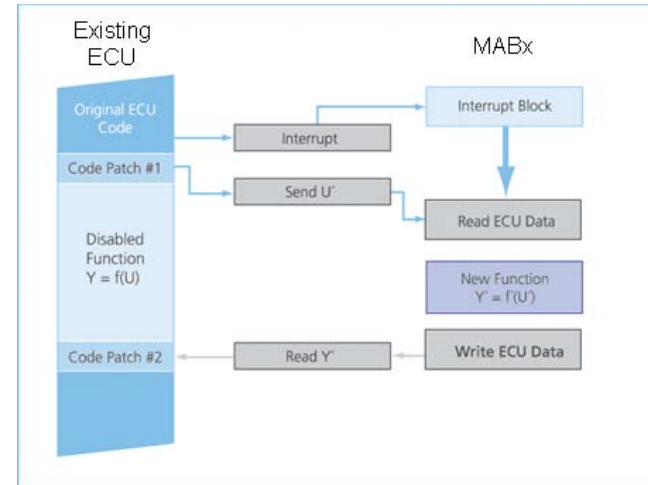 Existing
ECU
MABx
Original ECU
Code
Interrupt Block
Interrupt
Code Patch #1
Send U´
Read ECU Data
Disabled
Function
Y = f(U)
New Function
Y´ = f´(U´)
Code Patch #2
Read Y´
Write ECU Data